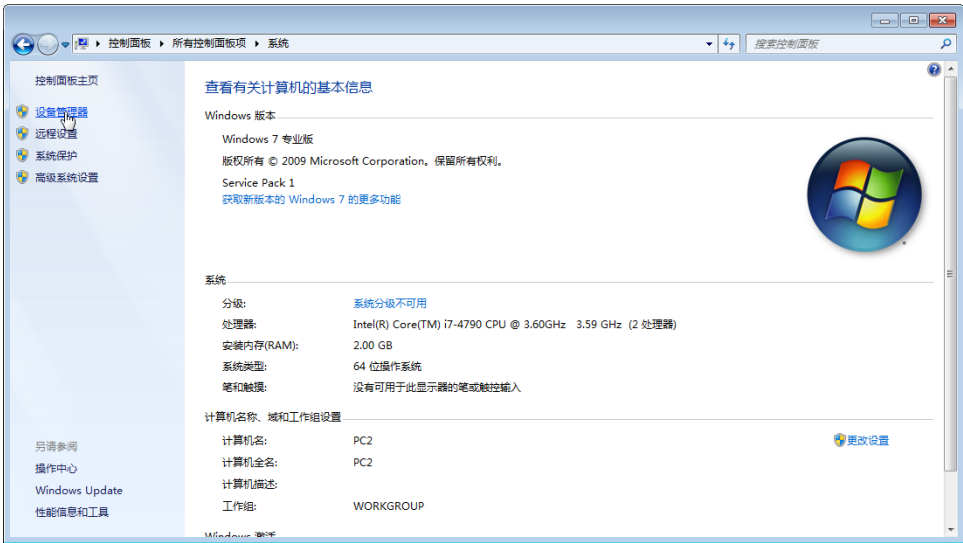 控制面板 ▸ 所有控制面板项 ▸ 系统
搜索控制面板
控制面板主页
设备管理器
远程设置
系统保护
高级系统设置
另请参阅
操作中心
Windows Update
性能信息和工具
查看有关计算机的基本信息
Windows 版本
Windows 7 专业版
版权所有 © 2009 Microsoft Corporation。保留所有权利。
Service Pack 1
获取新版本的 Windows 7 的更多功能
系统
分级: 系统分级不可用
处理器: Intel(R) Core(TM) i7-4790 CPU @ 3.60GHz 3.59 GHz (2 处理器)
安装内存(RAM): 2.00 GB
系统类型: 64 位操作系统
笔和触摸: 没有可用于此显示器的笔或触控输入
计算机名称、域和工作组设置
计算机名: PC2 更改设置
计算机全名: PC2
计算机描述:
工作组: WORKGROUP
Windows 激活